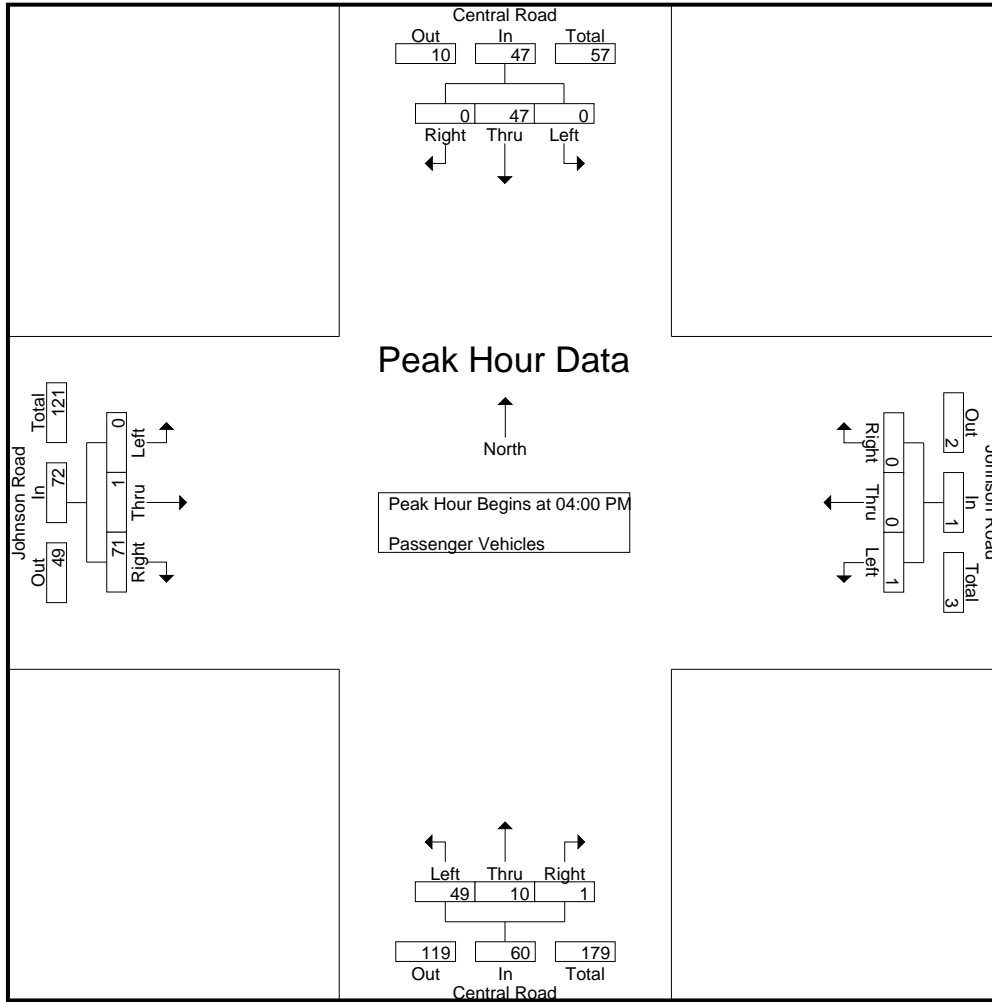 Central Road
Out In Total
10 47 57
0 47 0
Right Thru Left
Peak Hour Data
North
Peak Hour Begins at 04:00 PM
Passenger Vehicles
Johnson Road
Total In Out
121 72 49
0 1 71
Left Thru Right
Johnson Road
Out In Total
2 1 3
0 0 1
Right Thru Left
Left Thru Right
49 10 1
119 60 179
Out In Total
Central Road